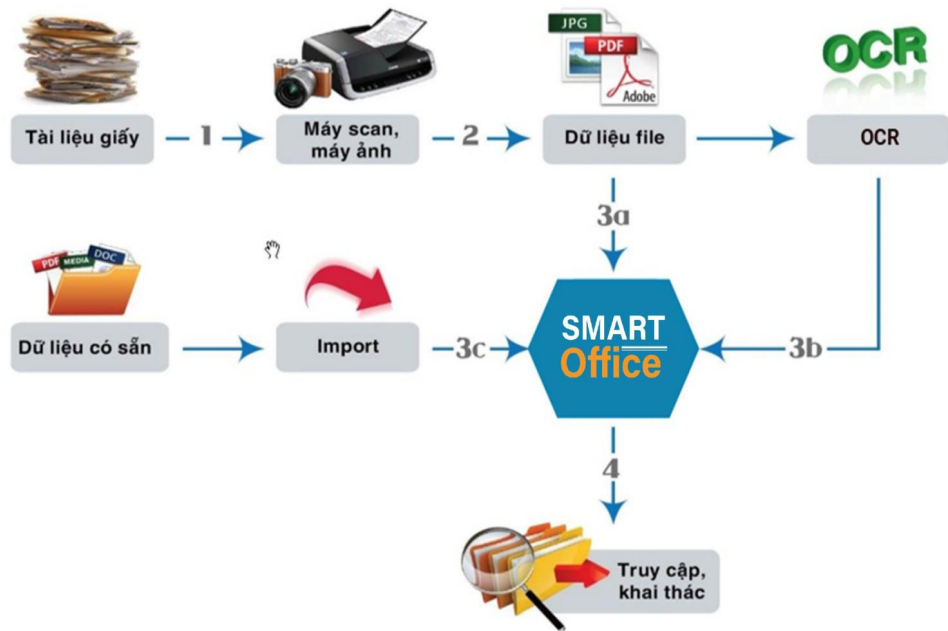 JPG
PDF
Adobe
OCR
Tài liệu giấy
1
Máy scan,
máy ảnh
2
Dữ liệu file
OCR
3a
PDF
MEDIA
DOC
Dữ liệu có sẵn
Import
3c
SMART
Office
3b
4
Truy cập,
khai thác